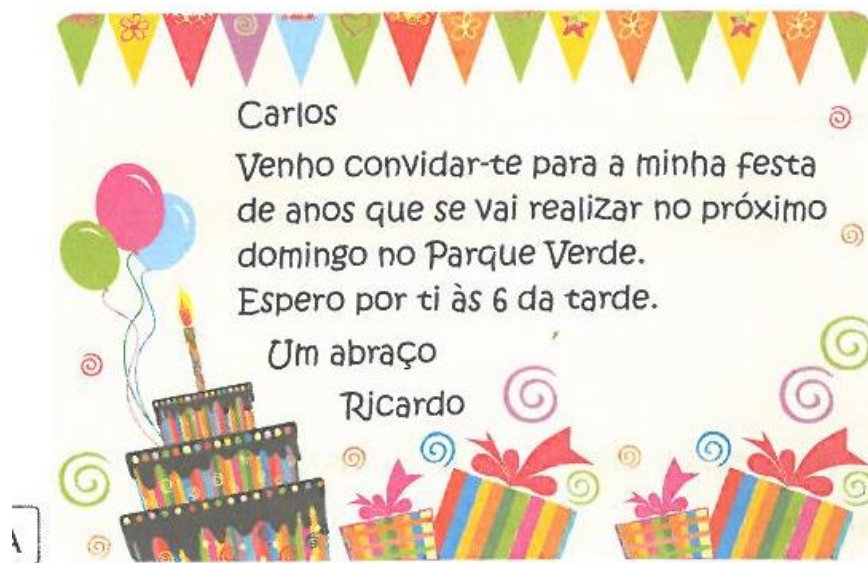 Carlos
Venho convidar-te para a minha festa
de anos que se vai realizar no próximo
domingo no Parque Verde.
Espero por ti às 6 da tarde.
Um abraço
Ricardo
A